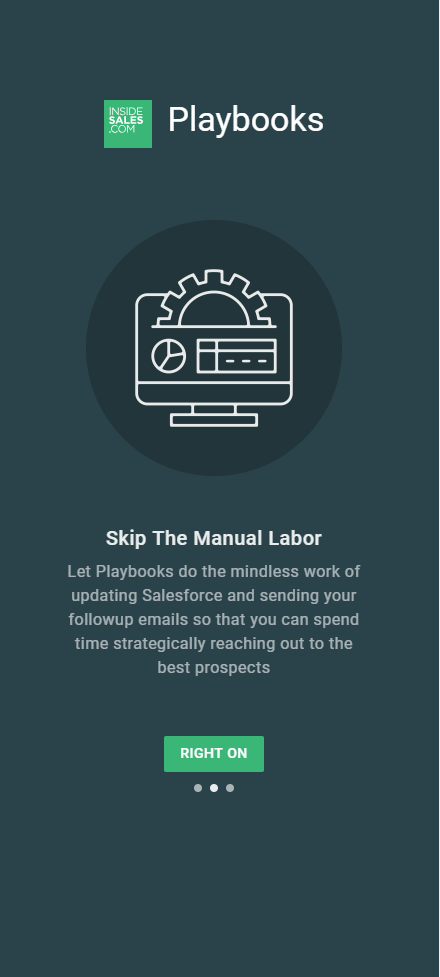 INSIDE
SALES
.COM
Playbooks
Skip The Manual Labor
Let Playbooks do the mindless work of
updating Salesforce and sending your
followup emails so that you can spend
time strategically reaching out to the
best prospects
RIGHT ON